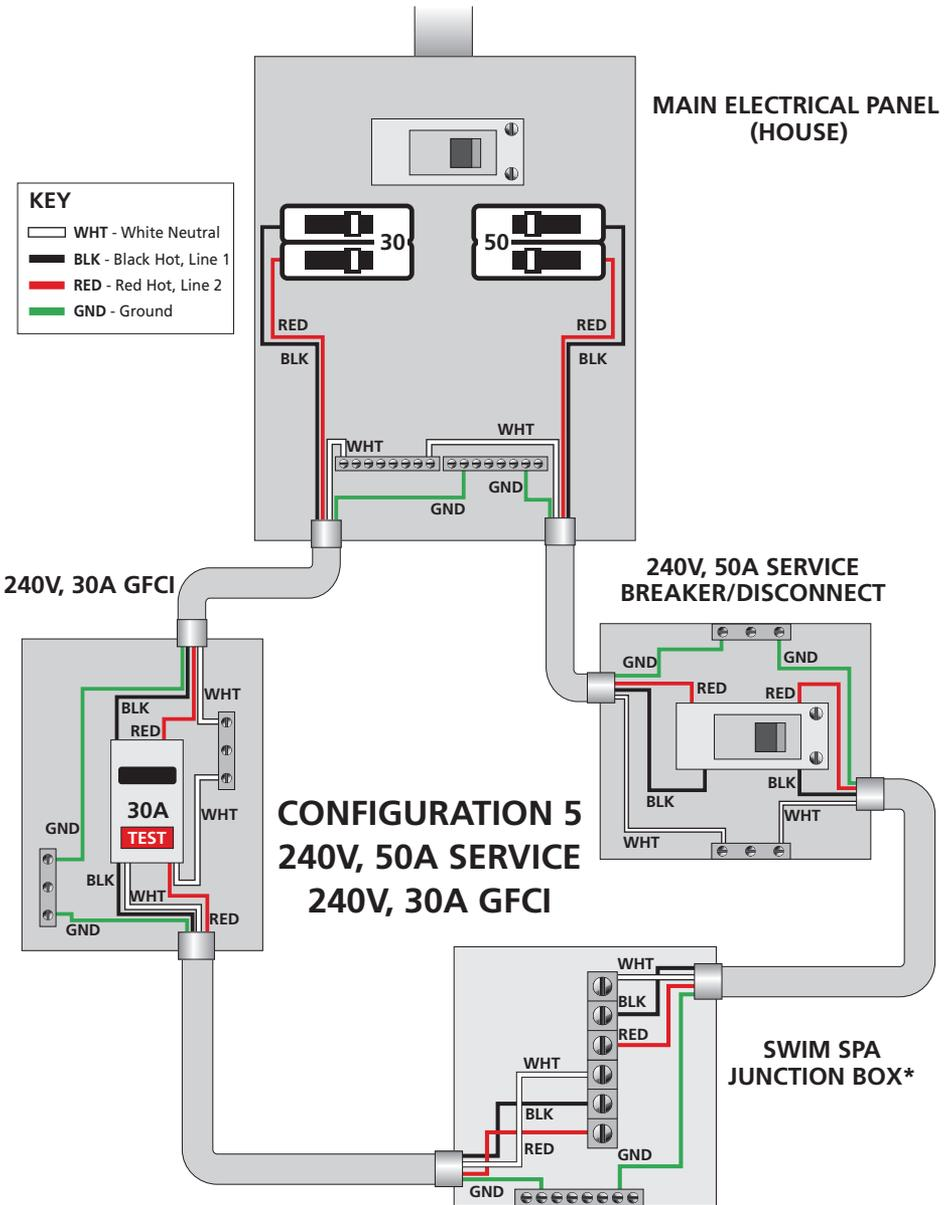 MAIN ELECTRICAL PANEL
(HOUSE)
KEY
WHT - White Neutral
BLK - Black Hot, Line 1
RED - Red Hot, Line 2
GND - Ground
30
50
RED
BLK
RED
BLK
WHT
WHT
GND
GND
240V, 30A GFCI
240V, 50A SERVICE
BREAKER/DISCONNECT
WHT
BLK
RED
30A
TEST
WHT
GND
BLK
WHT
RED
GND
GND
GND
RED
RED
BLK
BLK
WHT
WHT
CONFIGURATION 5
240V, 50A SERVICE
240V, 30A GFCI
WHT
BLK
RED
WHT
BLK
RED
GND
GND
SWIM SPA
JUNCTION BOX*